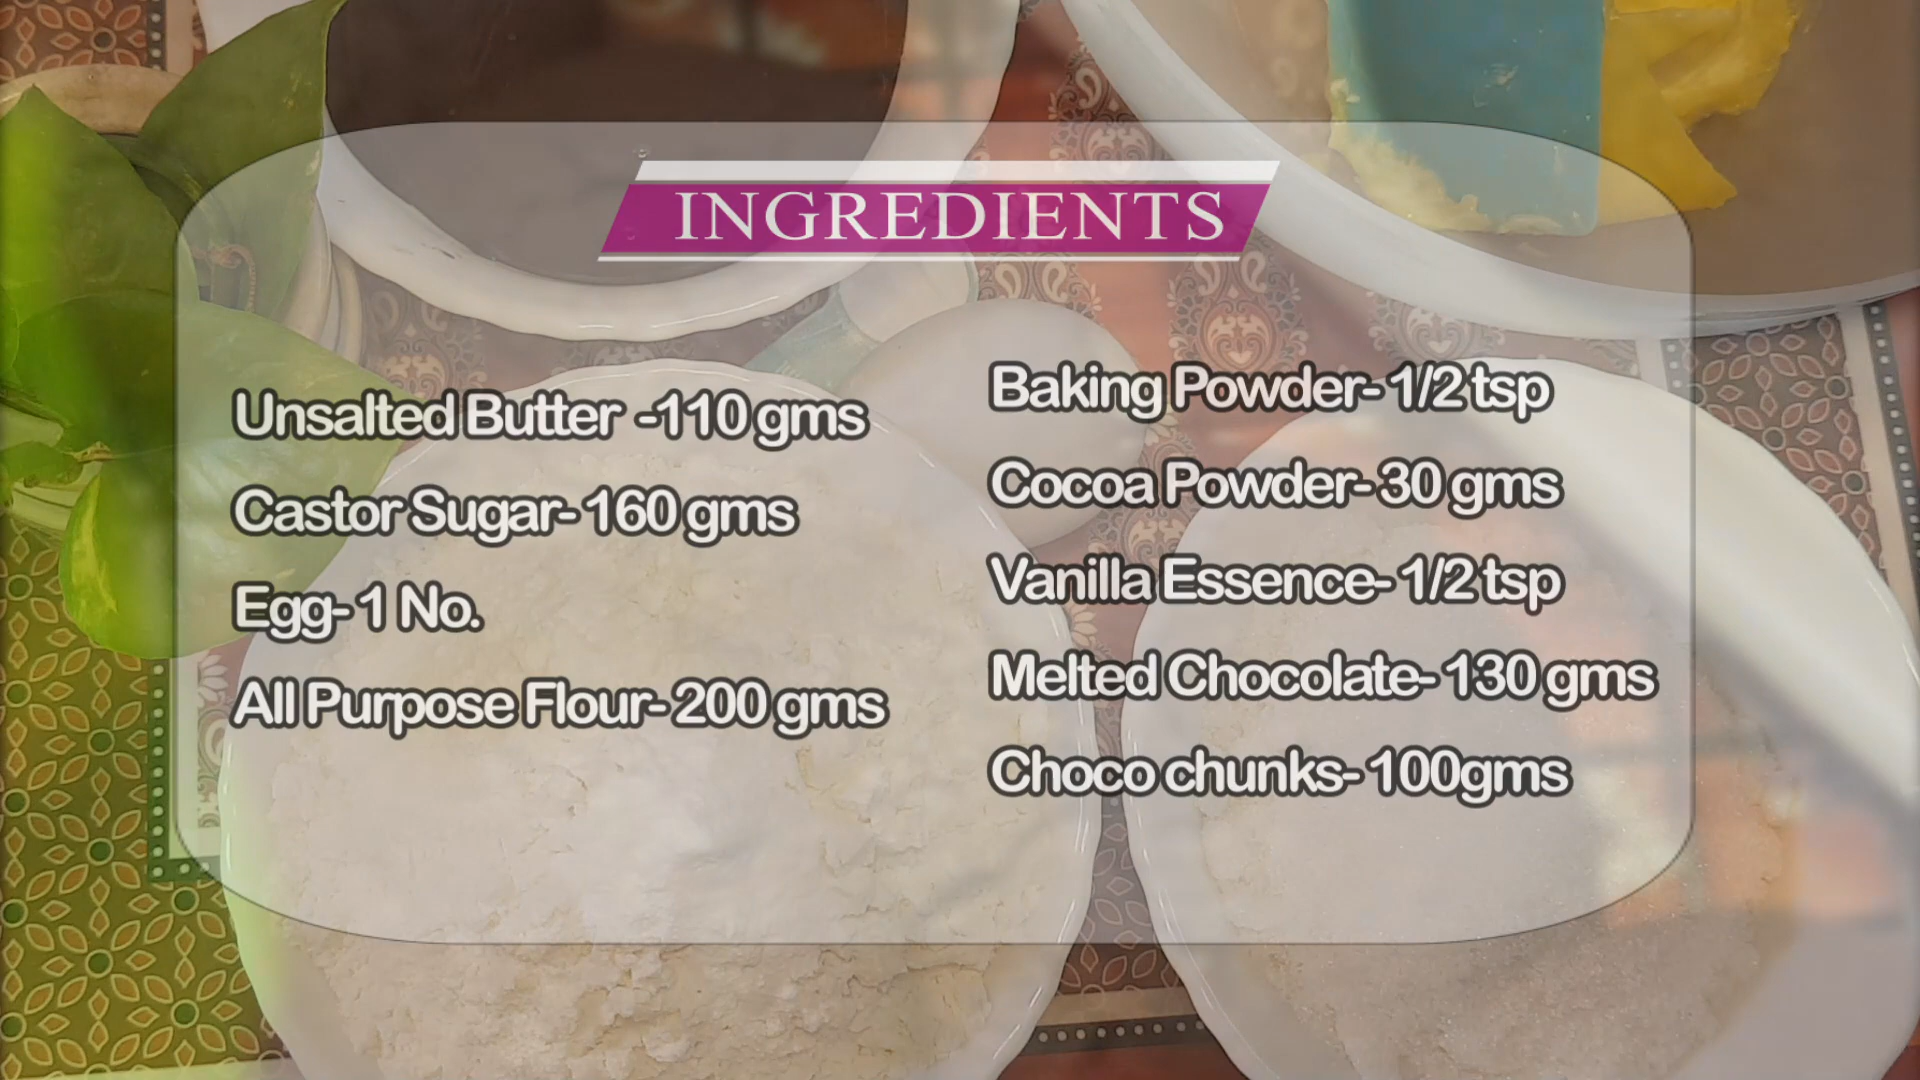 INGREDIENTS
Unsalted Butter -110 gms
Castor Sugar- 160 gms
Egg- 1 No.
All Purpose Flour- 200 gms
Baking Powder- 1/2 tsp
Cocoa Powder- 30 gms
Vanilla Essence- 1/2 tsp
Melted Chocolate- 130 gms
Choco chunks- 100gms